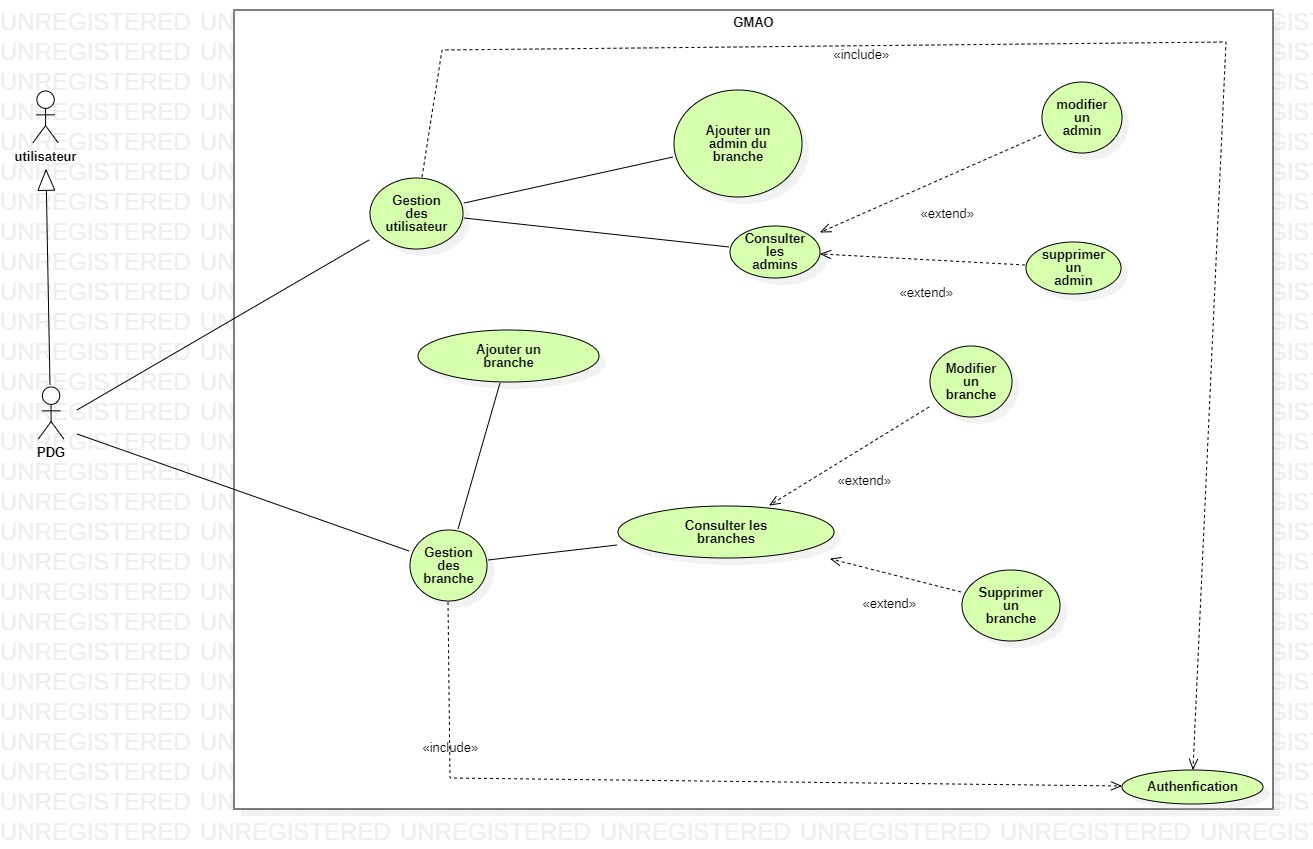 GMAO
«include»
utilisateur
Ajouter un
admin du
branche
modifier
un
admin
Gestion
des
utilisateur
«extend»
Consulter
les
admins
supprimer
un
admin
«extend»
Ajouter un
branche
Modifier
un
branche
PDG
«extend»
Consulter les
branches
Gestion
des
branche
«extend»
Supprimer
un
branche
«include»
Authenfication
UNREGISTERED UNREGISTERED UNREGISTERED UNREGISTERED UNREGISTERED UNREGISTERED UNREGIS